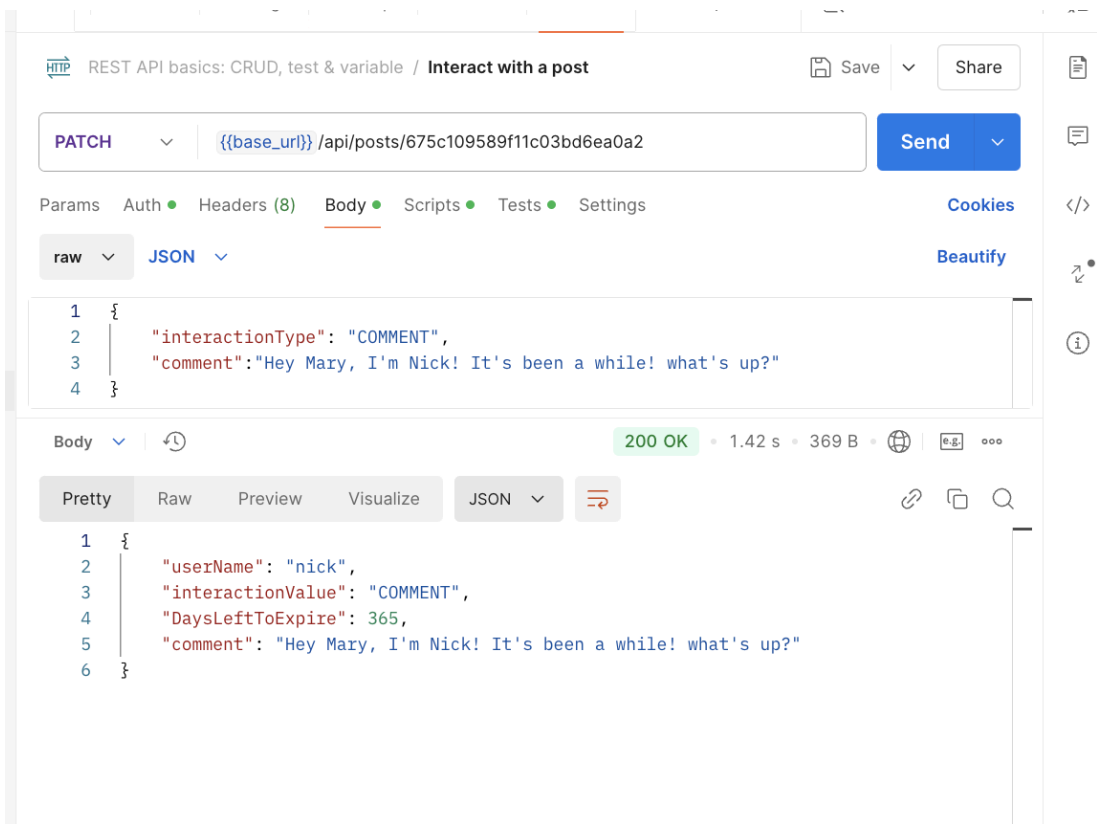 HTTP REST API basics: CRUD, test & variable / Interact with a post Save Share
PATCH {{base_url}} /api/posts/675c109589f11c03bd6ea0a2 Send
Params Auth Headers (8) Body Scripts Tests Settings Cookies
raw JSON Beautify
1 {
2 "interactionType": "COMMENT",
3 "comment":"Hey Mary, I'm Nick! It's been a while! what's up?"
4 }
Body 200 OK 1.42 s 369 B e.g.
Pretty Raw Preview Visualize JSON
1 {
2 "userName": "nick",
3 "interactionValue": "COMMENT",
4 "DaysLeftToExpire": 365,
5 "comment": "Hey Mary, I'm Nick! It's been a while! what's up?"
6 }